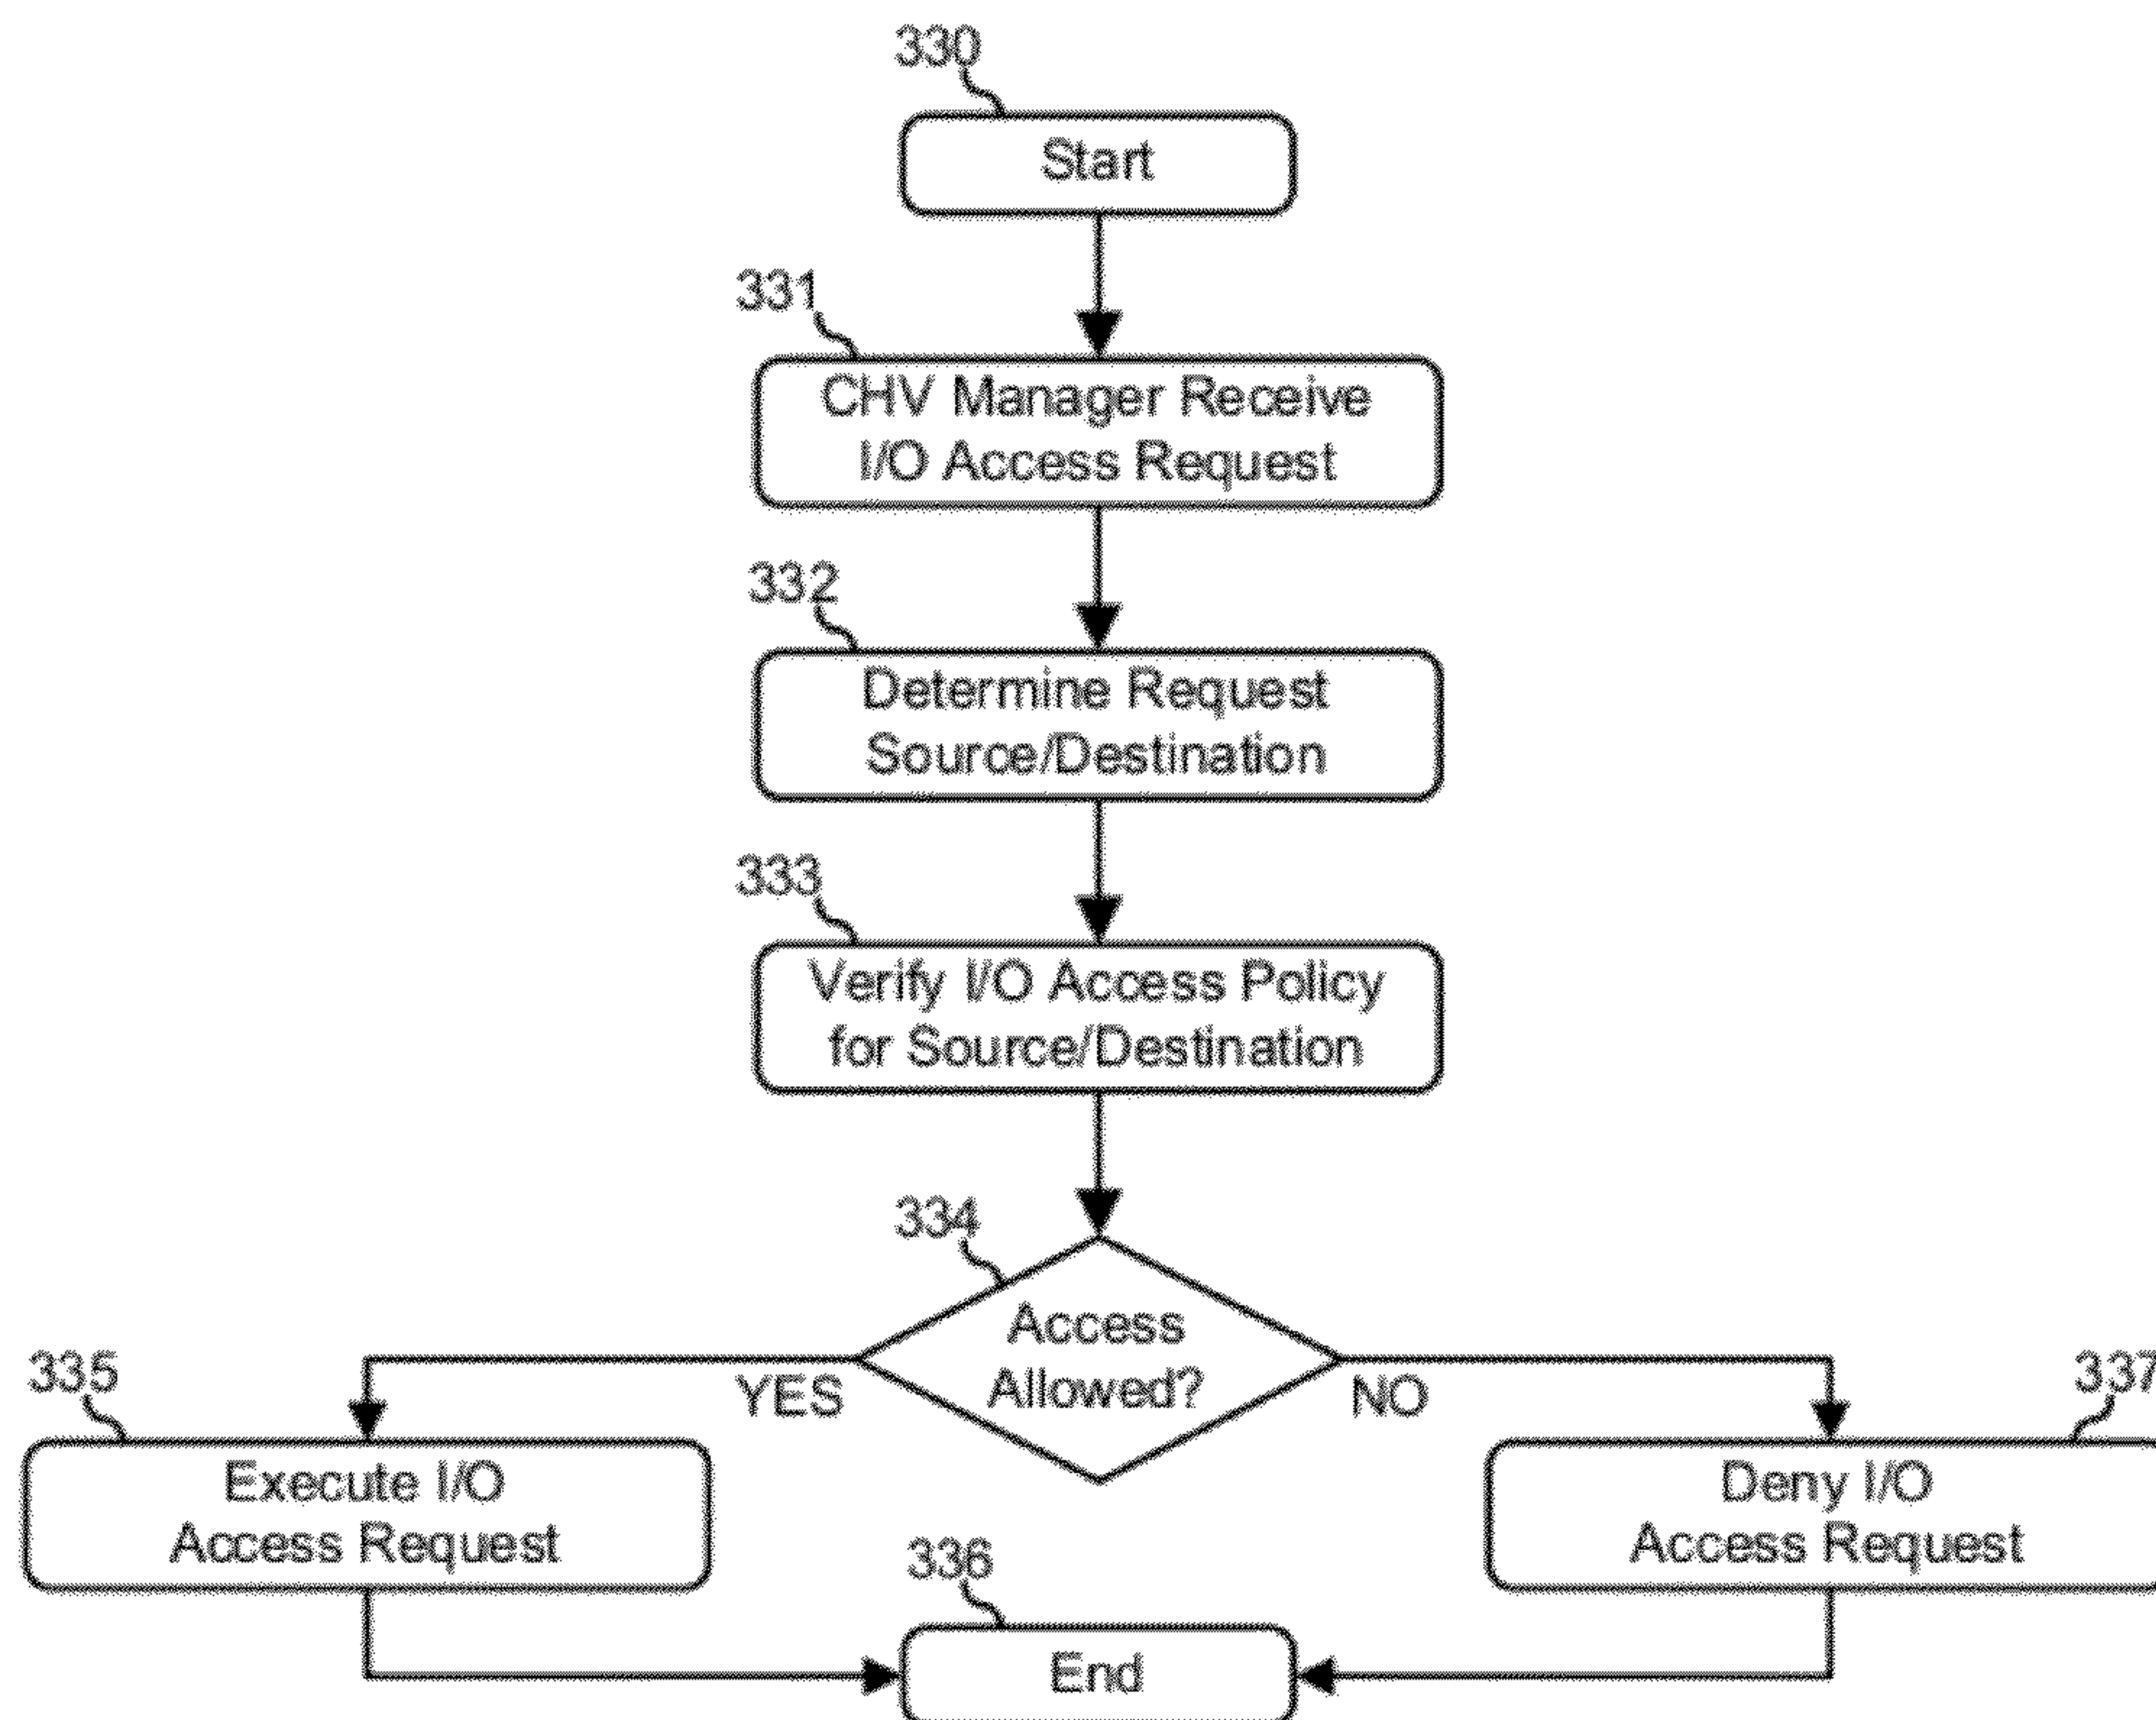 330
Start
331
CHV Manager Receive
I/O Access Request
332
Determine Request
Source/Destination
333
Verify I/O Access Policy
for Source/Destination
334
Access
Allowed?
YES
NO
335
Execute I/O
Access Request
337
Deny I/O
Access Request
336
End